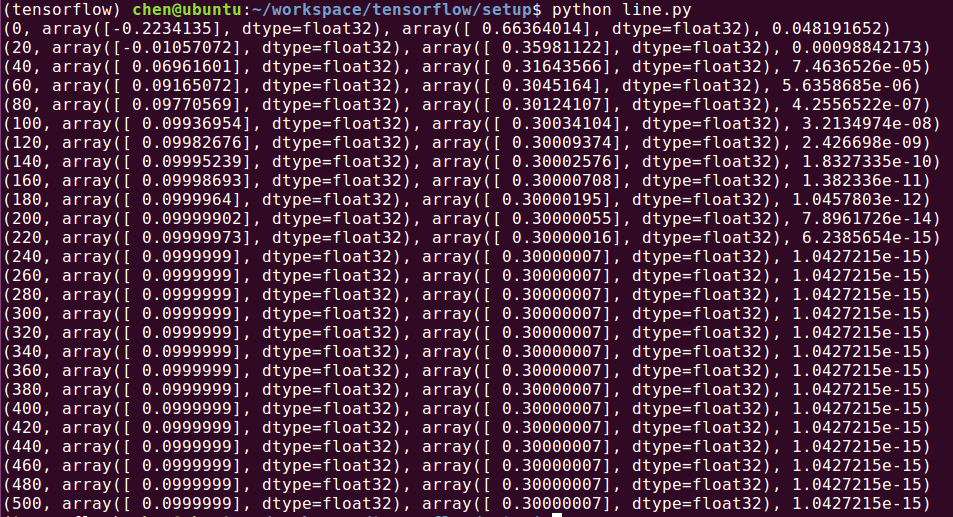 (tensorflow) chen@ubuntu:~/workspace/tensorflow/setup$ python line.py
(0, array([-0.2234135], dtype=float32), array([ 0.66364014], dtype=float32), 0.048191652)
(20, array([-0.01057072], dtype=float32), array([ 0.35981122], dtype=float32), 0.00098842173)
(40, array([ 0.06961601], dtype=float32), array([ 0.31643566], dtype=float32), 7.4636526e-05)
(60, array([ 0.09165072], dtype=float32), array([ 0.3045164], dtype=float32), 5.6358685e-06)
(80, array([ 0.09770569], dtype=float32), array([ 0.30124107], dtype=float32), 4.2556522e-07)
(100, array([ 0.09936954], dtype=float32), array([ 0.30034104], dtype=float32), 3.2134974e-08)
(120, array([ 0.09982676], dtype=float32), array([ 0.30009374], dtype=float32), 2.426698e-09)
(140, array([ 0.09995239], dtype=float32), array([ 0.30002576], dtype=float32), 1.8327335e-10)
(160, array([ 0.09998693], dtype=float32), array([ 0.30000708], dtype=float32), 1.382336e-11)
(180, array([ 0.0999964], dtype=float32), array([ 0.30000195], dtype=float32), 1.0457803e-12)
(200, array([ 0.09999902], dtype=float32), array([ 0.30000055], dtype=float32), 7.8961726e-14)
(220, array([ 0.09999973], dtype=float32), array([ 0.30000016], dtype=float32), 6.2385654e-15)
(240, array([ 0.0999999], dtype=float32), array([ 0.30000007], dtype=float32), 1.0427215e-15)
(260, array([ 0.0999999], dtype=float32), array([ 0.30000007], dtype=float32), 1.0427215e-15)
(280, array([ 0.0999999], dtype=float32), array([ 0.30000007], dtype=float32), 1.0427215e-15)
(300, array([ 0.0999999], dtype=float32), array([ 0.30000007], dtype=float32), 1.0427215e-15)
(320, array([ 0.0999999], dtype=float32), array([ 0.30000007], dtype=float32), 1.0427215e-15)
(340, array([ 0.0999999], dtype=float32), array([ 0.30000007], dtype=float32), 1.0427215e-15)
(360, array([ 0.0999999], dtype=float32), array([ 0.30000007], dtype=float32), 1.0427215e-15)
(380, array([ 0.0999999], dtype=float32), array([ 0.30000007], dtype=float32), 1.0427215e-15)
(400, array([ 0.0999999], dtype=float32), array([ 0.30000007], dtype=float32), 1.0427215e-15)
(420, array([ 0.0999999], dtype=float32), array([ 0.30000007], dtype=float32), 1.0427215e-15)
(440, array([ 0.0999999], dtype=float32), array([ 0.30000007], dtype=float32), 1.0427215e-15)
(460, array([ 0.0999999], dtype=float32), array([ 0.30000007], dtype=float32), 1.0427215e-15)
(480, array([ 0.0999999], dtype=float32), array([ 0.30000007], dtype=float32), 1.0427215e-15)
(500, array([ 0.0999999], dtype=float32), array([ 0.30000007], dtype=float32), 1.0427215e-15)